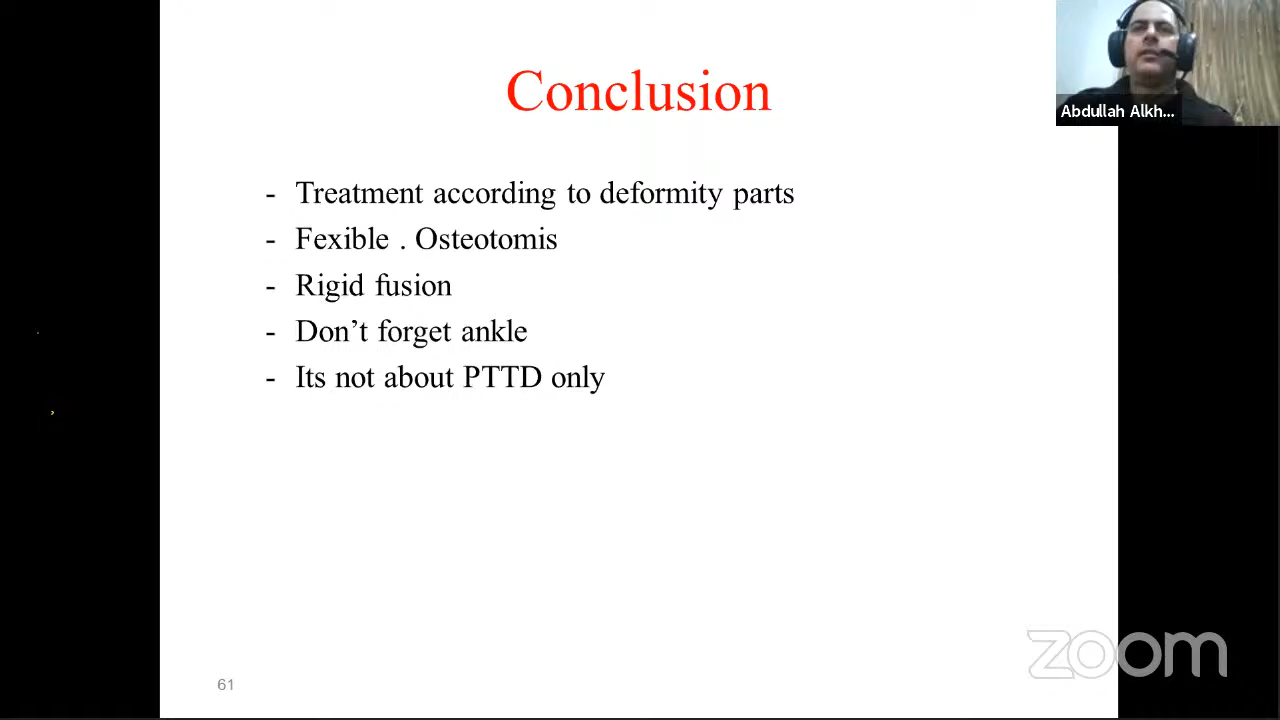 Conclusion
Abdullah Alkh...
- Treatment according to deformity parts
- Fexible . Osteotomis
- Rigid fusion
- Don’t forget ankle
- Its not about PTTD only
zoom
61